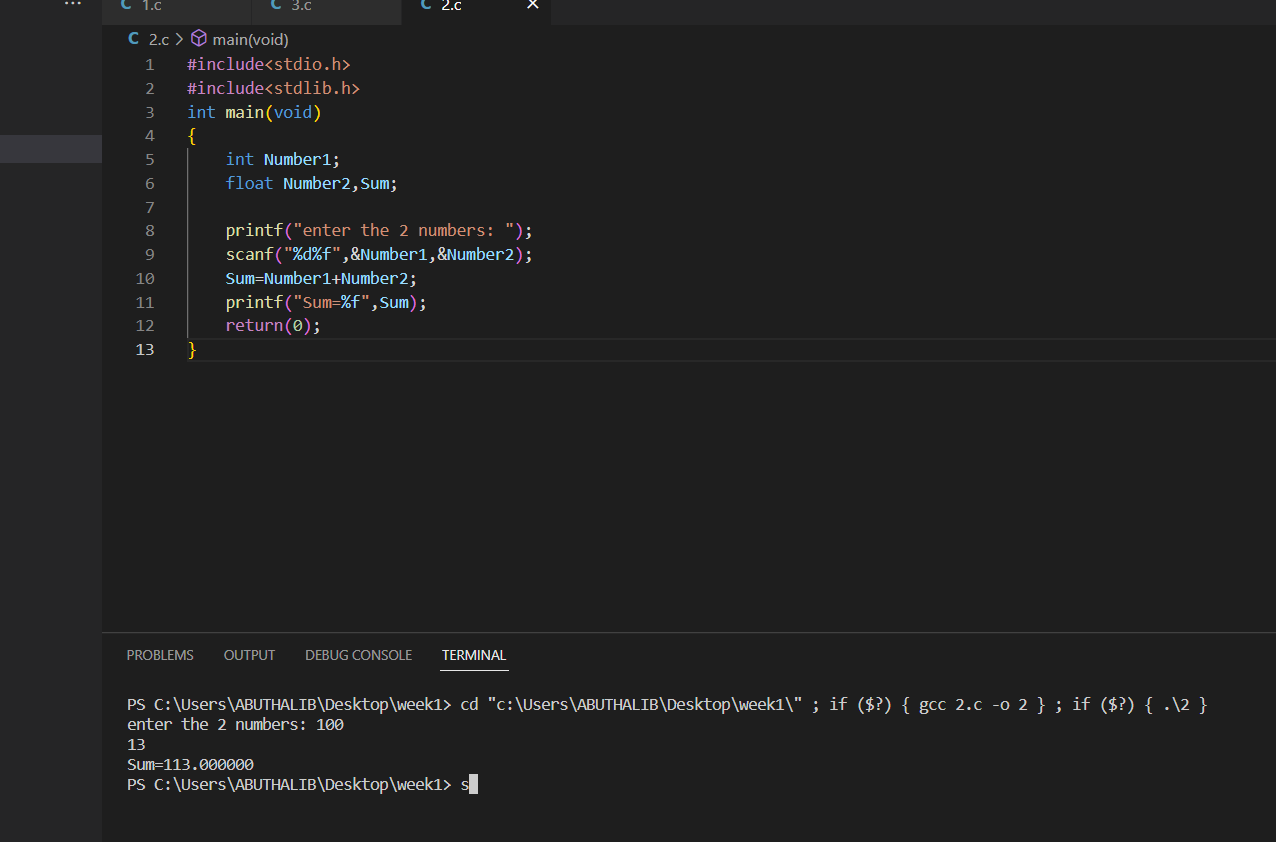 ··· C 1.c C 3.c C 2.c ×
C 2.c > main(void)
1 #include<stdio.h>
2 #include<stdlib.h>
3 int main(void)
4 {
5     int Number1;
6     float Number2,Sum;
7
8     printf("enter the 2 numbers: ");
9     scanf("%d%f",&Number1,&Number2);
10     Sum=Number1+Number2;
11     printf("Sum=%f",Sum);
12     return(0);
13 }
PROBLEMS OUTPUT DEBUG CONSOLE TERMINAL
PS C:\Users\ABUTHALIB\Desktop\week1> cd "c:\Users\ABUTHALIB\Desktop\week1\" ; if ($?) { gcc 2.c -o 2 } ; if ($?) { .\2 }
enter the 2 numbers: 100
13
Sum=113.000000
PS C:\Users\ABUTHALIB\Desktop\week1> s